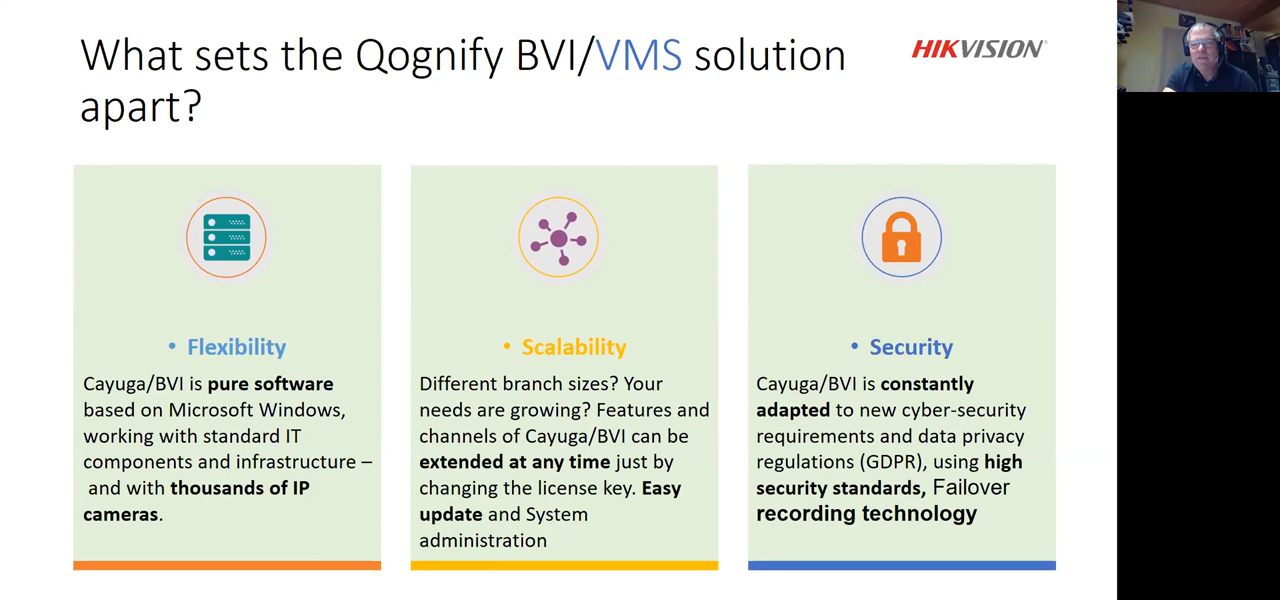 What sets the Qognify BVI/VMS solution
apart?
HIKVISION®
• Flexibility
Cayuga/BVI is pure software
based on Microsoft Windows,
working with standard IT
components and infrastructure –
and with thousands of IP
cameras.
• Scalability
Different branch sizes? Your
needs are growing? Features and
channels of Cayuga/BVI can be
extended at any time just by
changing the license key. Easy
update and System
administration
• Security
Cayuga/BVI is constantly
adapted to new cyber-security
requirements and data privacy
regulations (GDPR), using high
security standards, Failover
recording technology